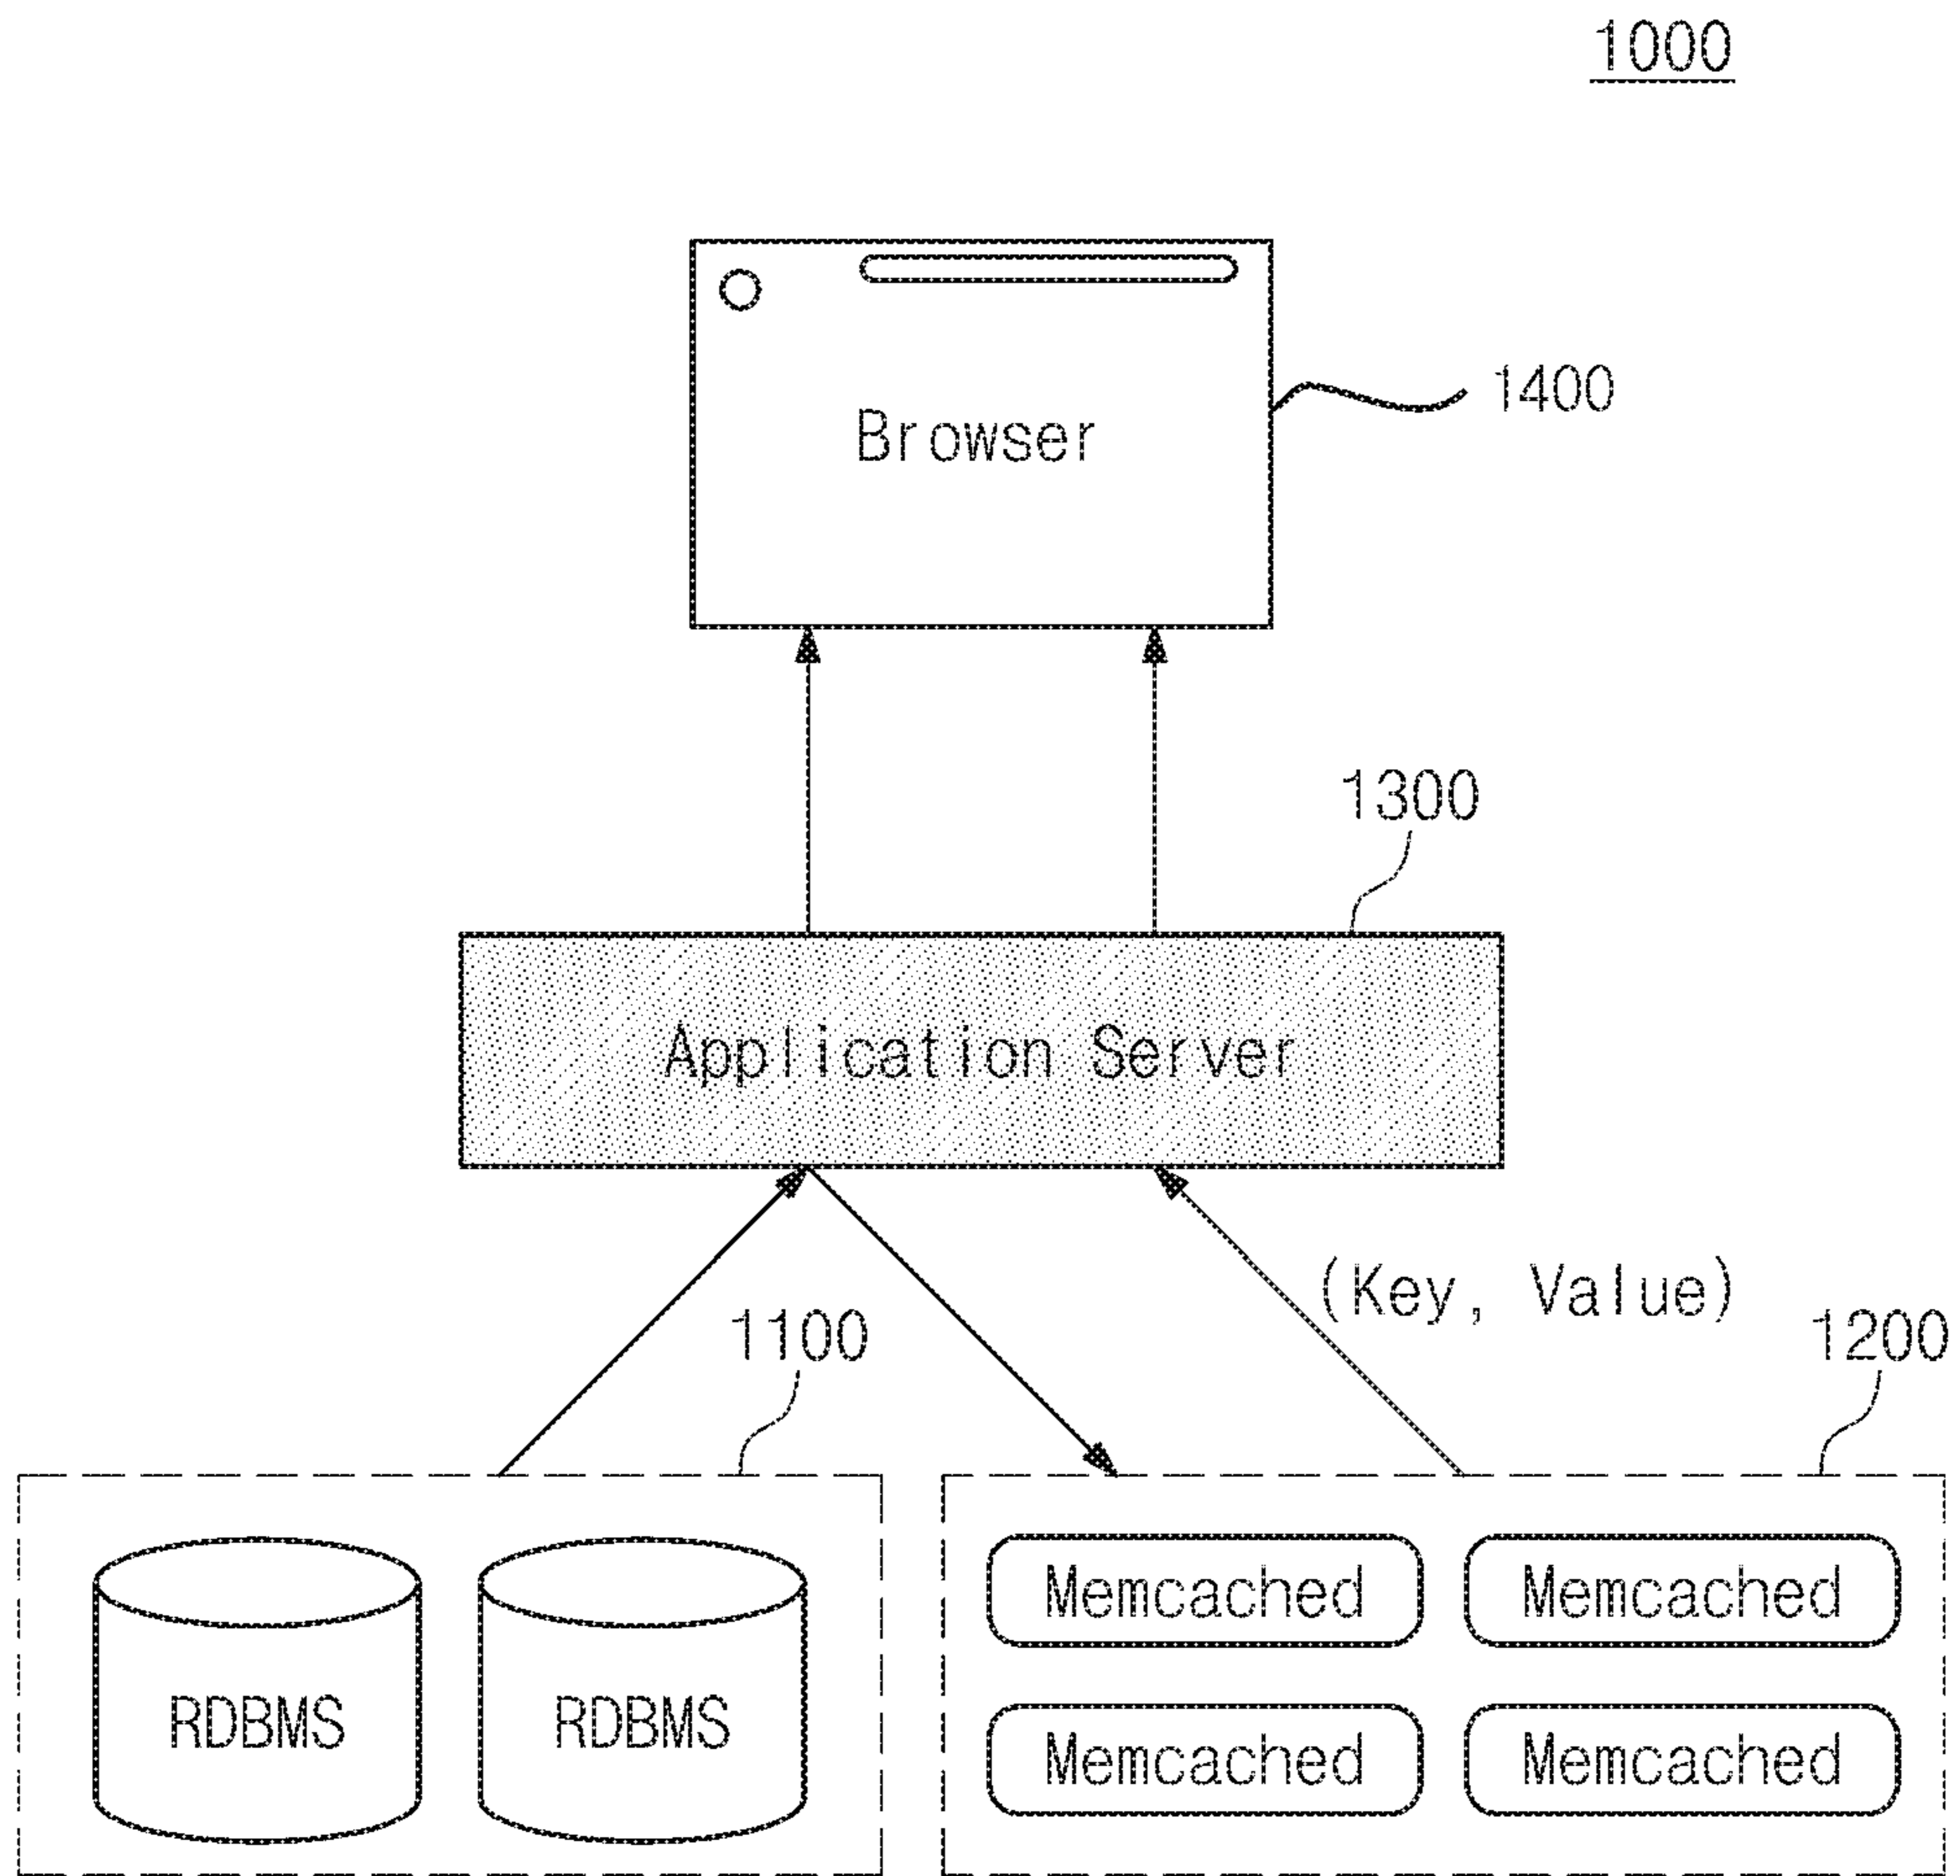 1000
1400
Browser
1300
Application Server
(Key, Value)
1100
1200
Memcached
Memcached
RDBMS
RDBMS
Memcached
Memcached